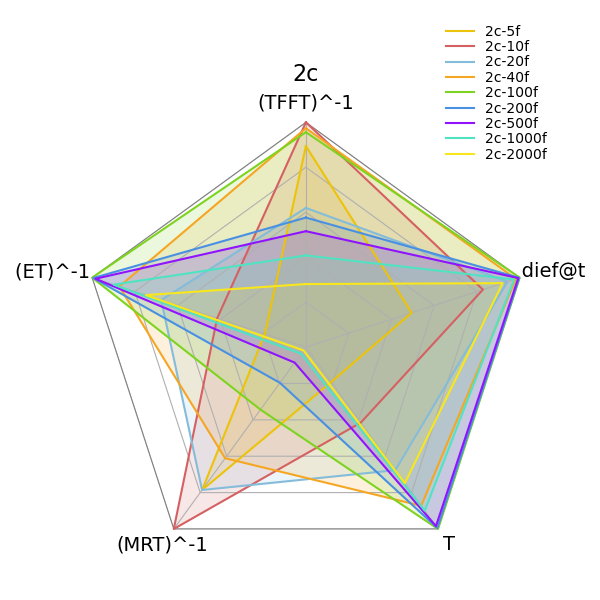 2c
(TFFT)^-1
2c-5f
2c-10f
2c-20f
2c-40f
2c-100f
2c-200f
2c-500f
2c-1000f
2c-2000f
(ET)^-1
dief@t
(MRT)^-1
T